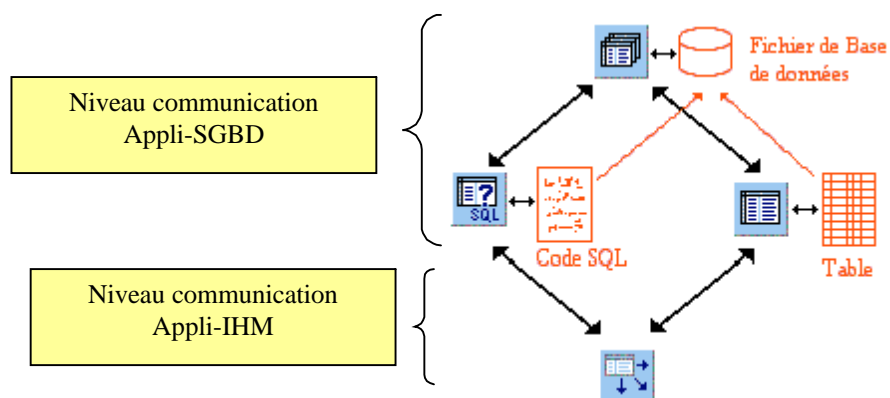 Fichier de Base
de données
Niveau communication
Appli-SGBD
?
SQL
Code SQL
Table
Niveau communication
Appli-IHM